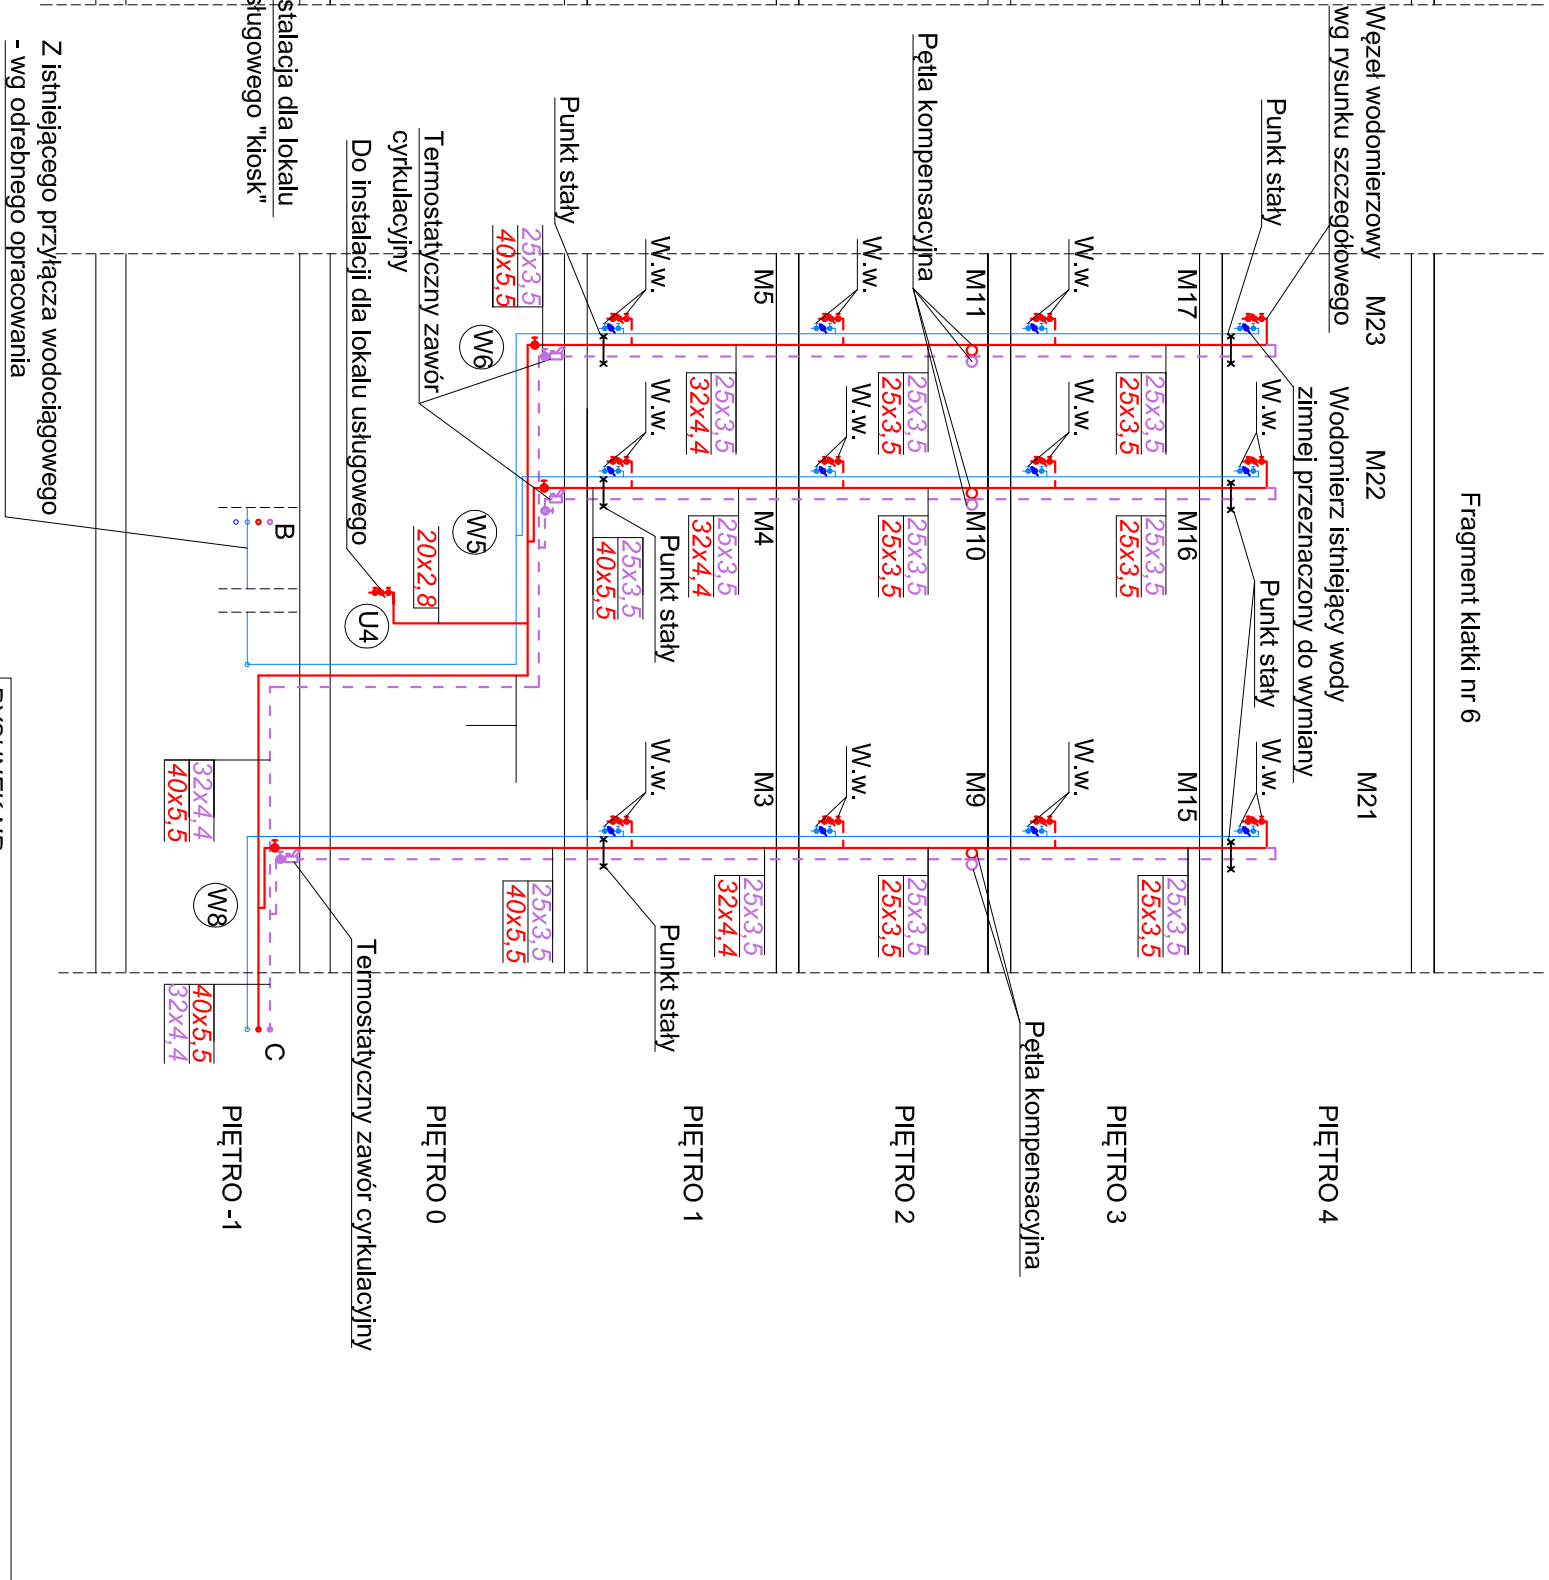 Fragment klatki nr 6
Węzeł wodomierzowy
wg rysunku szczegółowego
M23
M22
M21
Wodomierz istniejący wody
zimnej przeznaczony do wymiany
Punkt stały
W.w.
Punkt stały
W.w.
PIĘTRO 4
M17
M16
M15
W.w.
W.w.
W.w.
25x3,5
25x3,5
25x3,5
25x3,5
25x3,5
25x3,5
PIĘTRO 3
Pętla kompensacyjna
M11
M10
M9
Pętla kompensacyjna
W.w.
W.w.
W.w.
25x3,5
25x3,5
25x3,5
25x3,5
25x3,5
25x3,5
PIĘTRO 2
M5
M4
M3
25x3,5
32x4,4
25x3,5
32x4,4
25x3,5
32x4,4
W.w.
W.w.
W.w.
Punkt stały
Punkt stały
Punkt stały
PIĘTRO 1
25x3,5
40x5,5
25x3,5
40x5,5
25x3,5
40x5,5
Termostatyczny zawór
cyrkulacyjny
W6
W5
20x2,8
Do instalacji dla lokalu usługowego
U4
Termostatyczny zawór cyrkulacyjny
PIĘTRO 0
stalacja dla lokalu
sługowego "kiosk"
B
C
W8
32x4,4
40x5,5
40x5,5
32x4,4
PIĘTRO -1
Z istniejącego przyłącza wodociągowego
- wg odrebnego opracowania